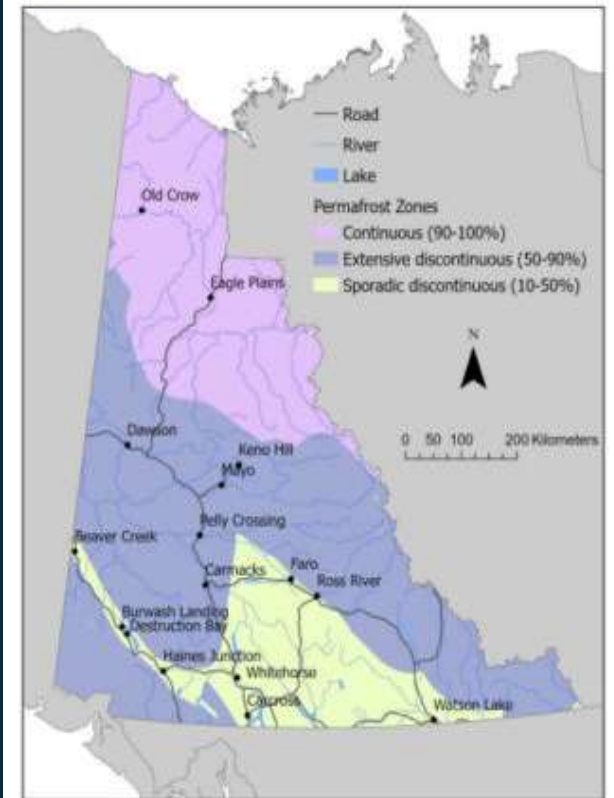 Road
River
Lake
Permafrost Zones
Continuous (90-100%)
Extensive discontinuous (50-90%)
Sporadic discontinuous (10-50%)
N
0 50 100 200 Kilometers
Old Crow
Eagle Plains
Dawson
Keno Hill
Mayo
Pelly Crossing
Beaver Creek
Carmacks
Faro
Ross River
Burwash Landing
Destruction Bay
Haines Junction
Whitehorse
Carcross
Watson Lake